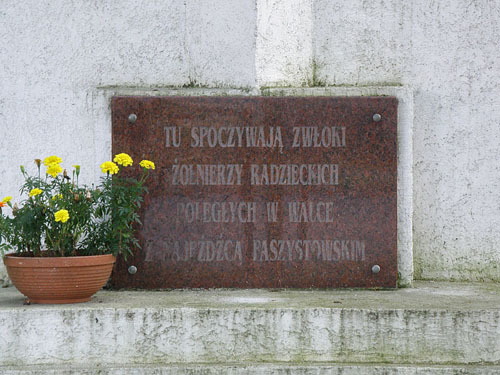 TU SPOCZYWAJĄ ZWŁOKI
ŻOŁNIERZY RADZIECKICH
POLEGŁYCH W WALCE
Z NAJEŹDŹCĄ FASZYSTOWSKIM